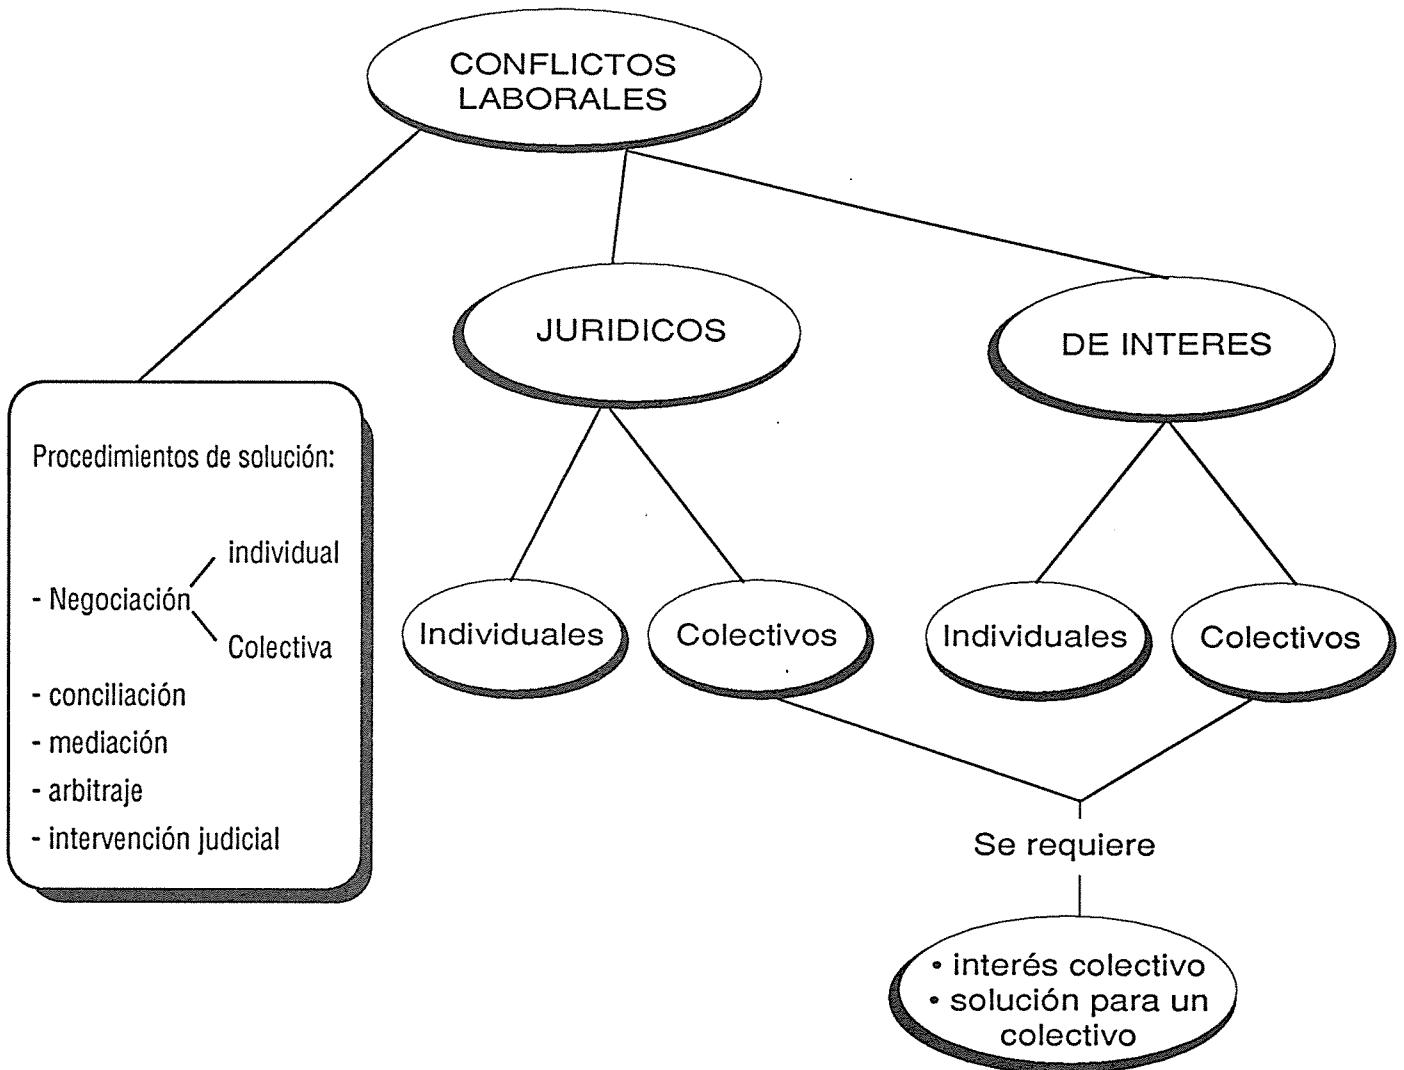 CONFLICTOS
LABORALES
JURIDICOS
DE INTERES
Procedimientos de solución:
individual
- Negociación
Colectiva
- conciliación
- mediación
- arbitraje
- intervención judicial
Individuales
Colectivos
Individuales
Colectivos
Se requiere
• interés colectivo
• solución para un
colectivo